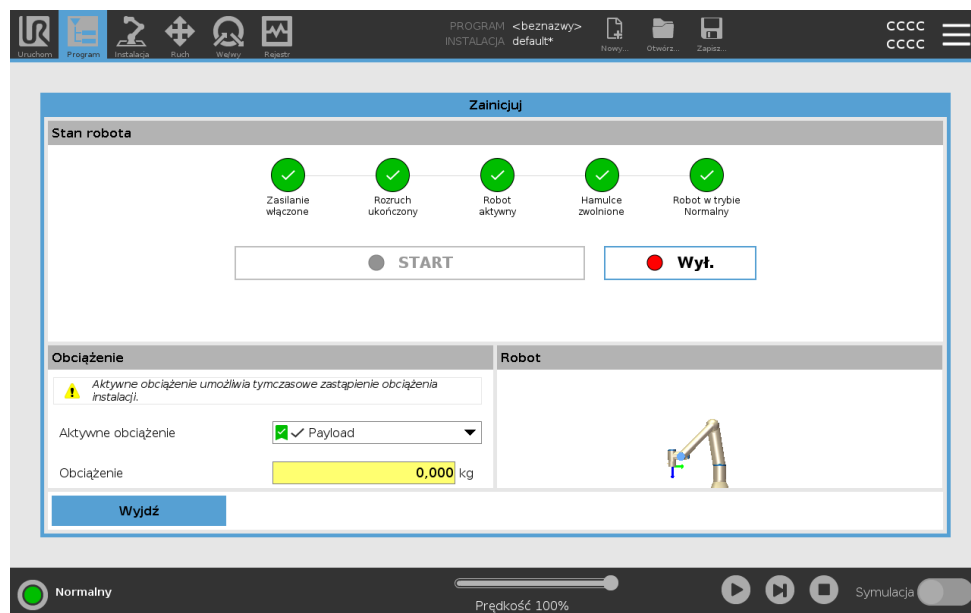 PROGRAM <beznazwy>
INSTALACJA default*
CCCC
CCCC
Uruchom Program Instalacja Ruch We/wy Rejestr Nowy... Otwórz... Zapisz...
Zainicjuj
Stan robota
Zasilanie włączone
Rozruch ukończony
Robot aktywny
Hamulce zwolnione
Robot w trybie Normalny
START
Wył.
Obciążenie
Robot
Aktywne obciążenie umożliwia tymczasowe zastąpienie obciążenia
instalacji.
Aktywne obciążenie
Payload
Obciążenie
0,000 kg
Wyjdź
Normalny
Prędkość 100%
Symulacja